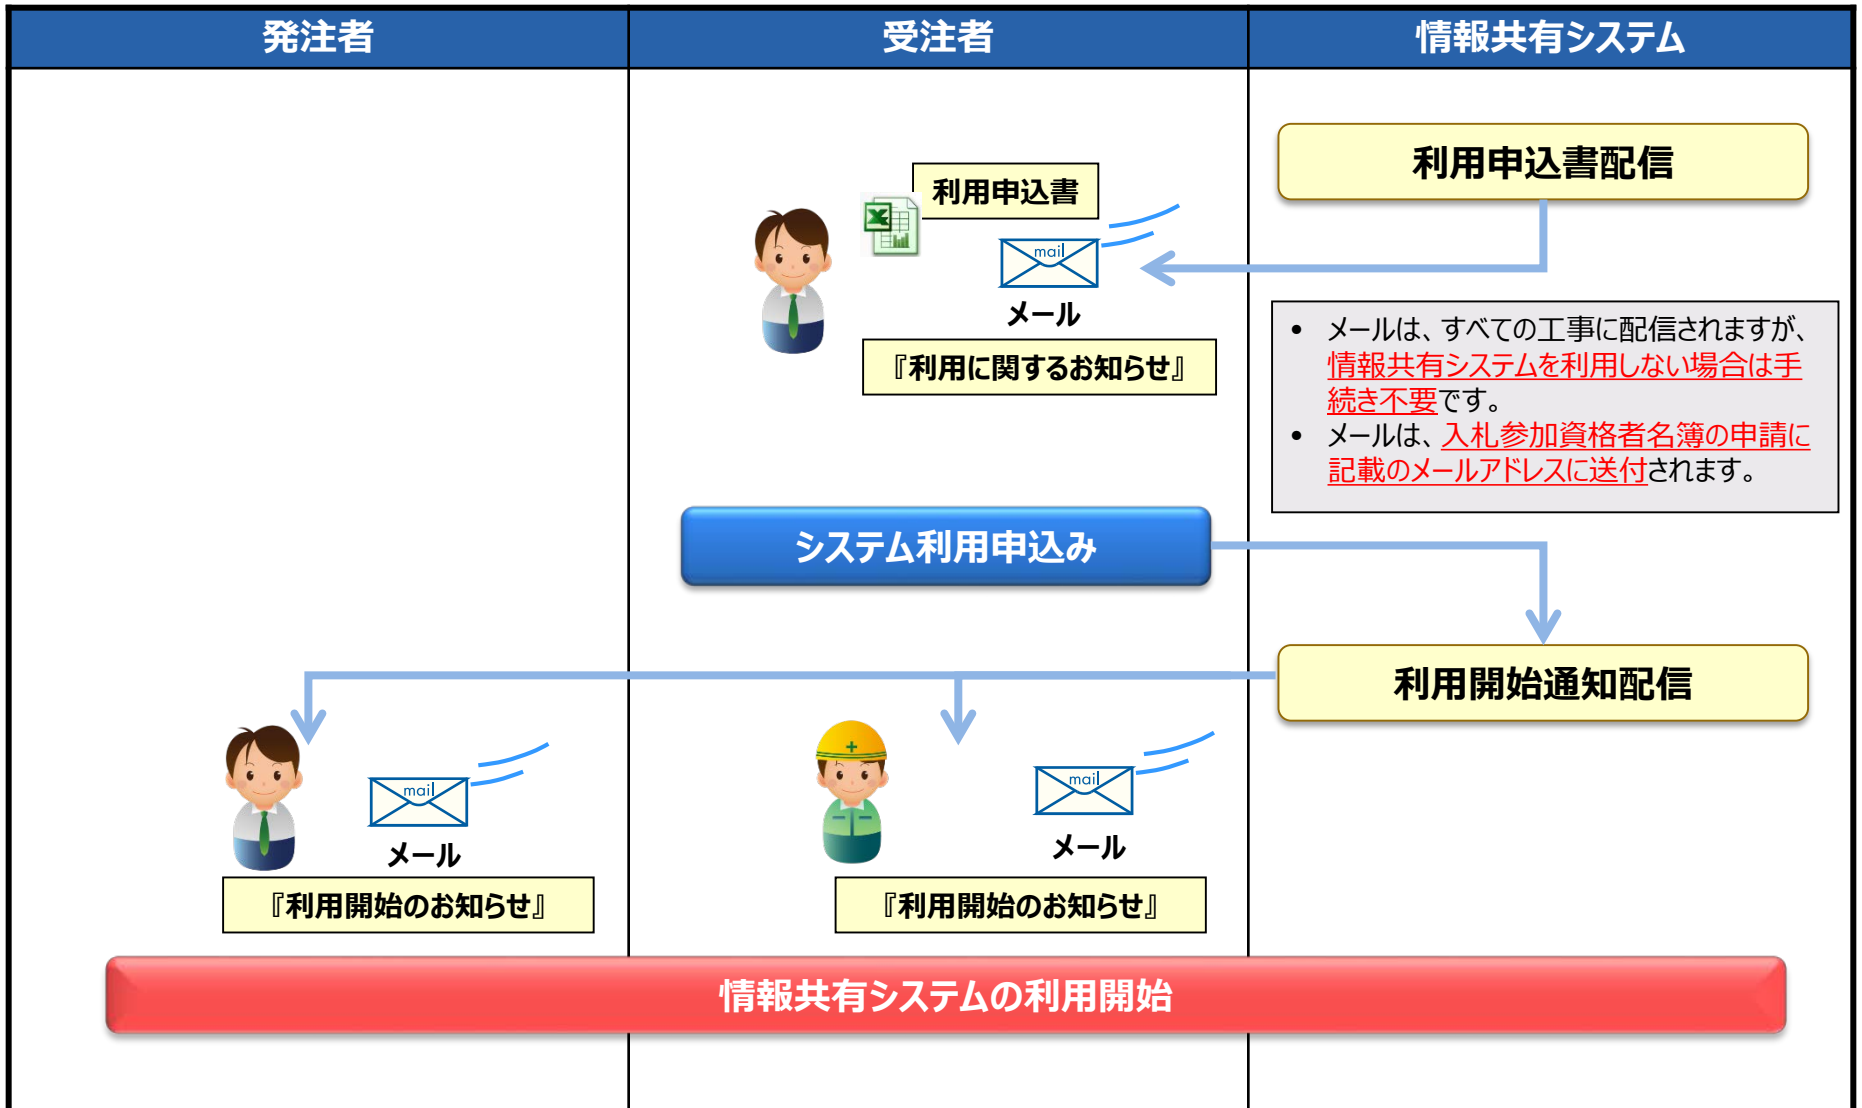 発注者
受注者
情報共有システム
利用申込書配信
利用申込書
mail
メール
『利用に関するお知らせ』
• メールは、すべての工事に配信されますが、
情報共有システムを利用しない場合は手
続き不要です。
• メールは、入札参加資格者名簿の申請に
記載のメールアドレスに送付されます。
システム利用申込み
利用開始通知配信
mail
メール
『利用開始のお知らせ』
mail
メール
『利用開始のお知らせ』
情報共有システムの利用開始